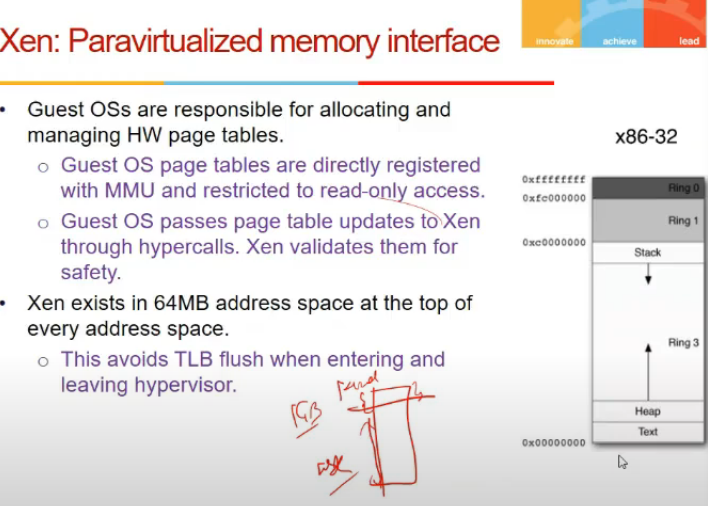 Xen: Paravirtualized memory interface
innovate achieve lead
• Guest OSs are responsible for allocating and
managing HW page tables.
o Guest OS page tables are directly registered
with MMU and restricted to read-only access.
o Guest OS passes page table updates to Xen
through hypercalls. Xen validates them for
safety.
• Xen exists in 64MB address space at the top of
every address space.
o This avoids TLB flush when entering and
leaving hypervisor.
1GB
x86-32
0xffffffff
Ring 0
0xfc000000
Ring 1
0xc0000000
Stack
Ring 3
Heap
Text
0x00000000